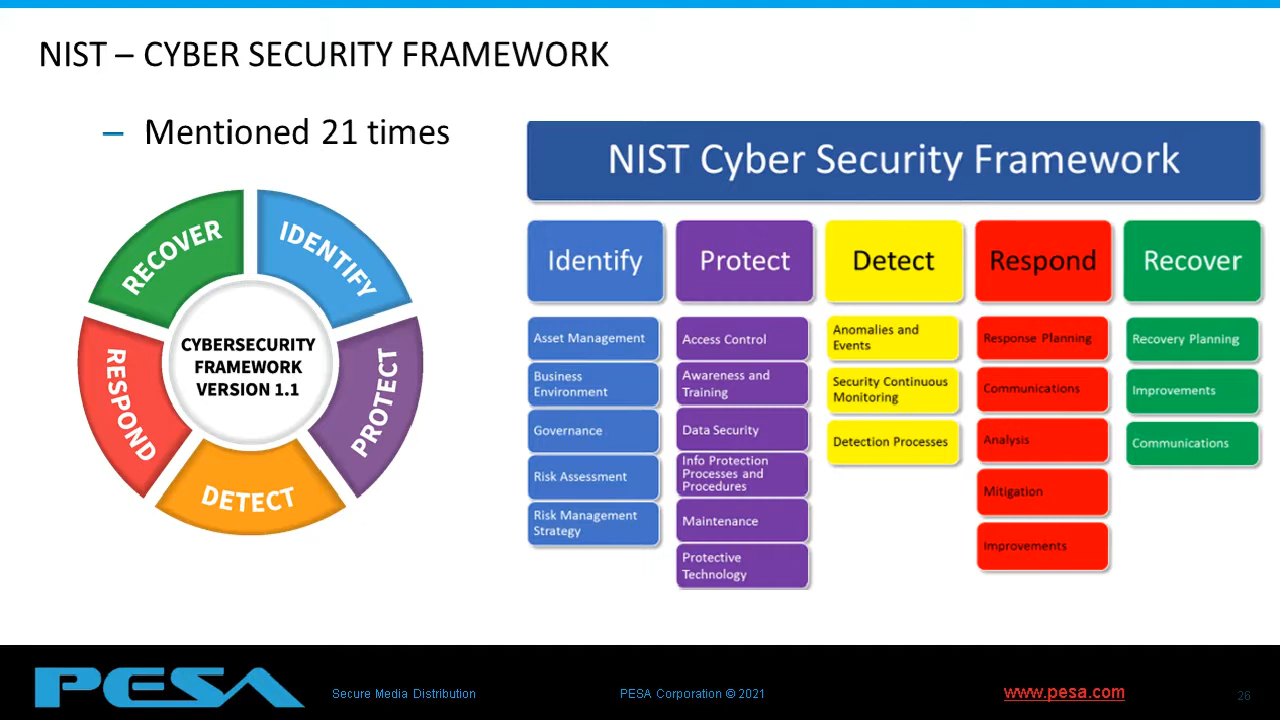 NIST – CYBER SECURITY FRAMEWORK
– Mentioned 21 times
RECOVER
IDENTIFY
PROTECT
DETECT
RESPOND
CYBERSECURITY
FRAMEWORK
VERSION 1.1
NIST Cyber Security Framework
Identify
Asset Management
Business
Environment
Governance
Risk Assessment
Risk Management
Strategy
Protect
Access Control
Awareness and
Training
Data Security
Info Protection
Processes and
Procedures
Maintenance
Protective
Technology
Detect
Anomalies and
Events
Security Continuous
Monitoring
Detection Processes
Respond
Response Planning
Communications
Analysis
Mitigation
Improvements
Recover
Recovery Planning
Improvements
Communications
PESA
Secure Media Distribution
PESA Corporation © 2021
www.pesa.com
26